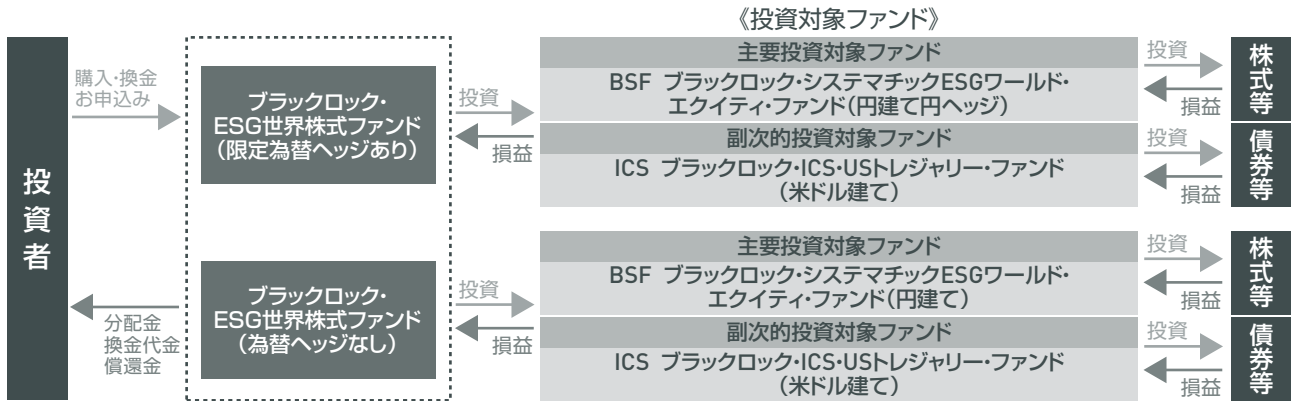 《投資対象ファンド》
投資者
購入・換金
お申込み
分配金
換金代金
償還金
ブラックロック・
ESG世界株式ファンド
(限定為替ヘッジあり)
投資
損益
主要投資対象ファンド
BSF ブラックロック・システマチックESGワールド・
エクイティ・ファンド(円建て円ヘッジ)
副次的投資対象ファンド
ICS ブラックロック・ICS・USトレジャリー・ファンド
(米ドル建て)
投資
損益
株式等
投資
損益
債券等
ブラックロック・
ESG世界株式ファンド
(為替ヘッジなし)
投資
損益
主要投資対象ファンド
BSF ブラックロック・システマチックESGワールド・
エクイティ・ファンド(円建て)
副次的投資対象ファンド
ICS ブラックロック・ICS・USトレジャリー・ファンド
(米ドル建て)
投資
損益
株式等
投資
損益
債券等